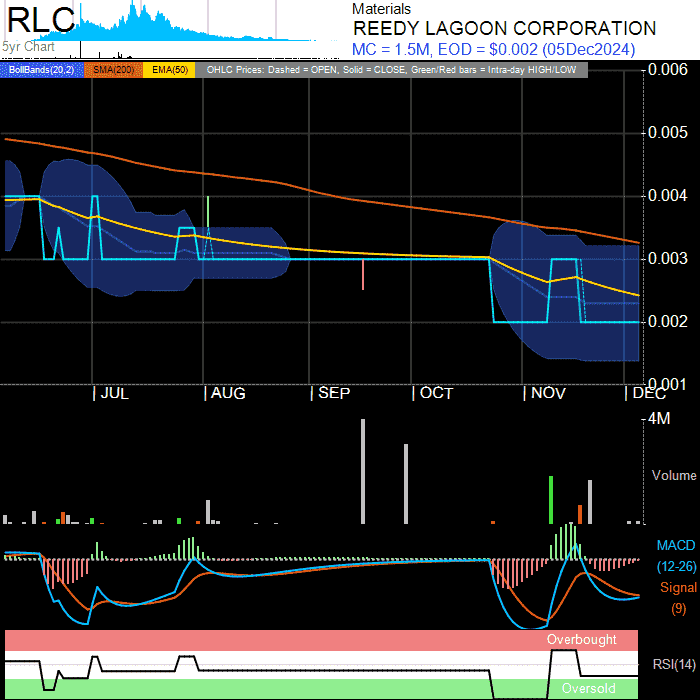 RLC
5yr Chart
Materials
REEDY LAGOON CORPORATION
MC = 1.5M, EOD = $0.002 (05Dec2024)
BollBands(20,2) SMA(200) EMA(50) OHLC Prices: Dashed = OPEN, Solid = CLOSE, Green/Red bars = Intra-day HIGH/LOW
0.006
0.005
0.004
0.003
0.002
0.001
JUL AUG SEP OCT NOV DEC
4M
Volume
MACD
(12-26)
Signal
(9)
Overbought
RSI(14)
Oversold